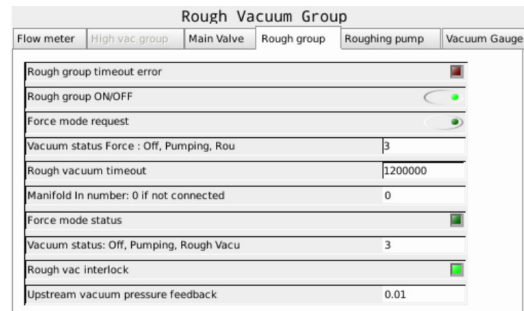 Rough Vacuum Group
Flow meter High vac group Main Valve Rough group Roughing pump Vacuum Gauge
Rough group timeout error
Rough group ON/OFF
Force mode request
Vacuum status Force : Off, Pumping, Rou 3
Rough vacuum timeout 1200000
Manifold In number: 0 if not connected 0
Force mode status
Vacuum status: Off, Pumping, Rough Vacu 3
Rough vac interlock
Upstream vacuum pressure feedback 0.01